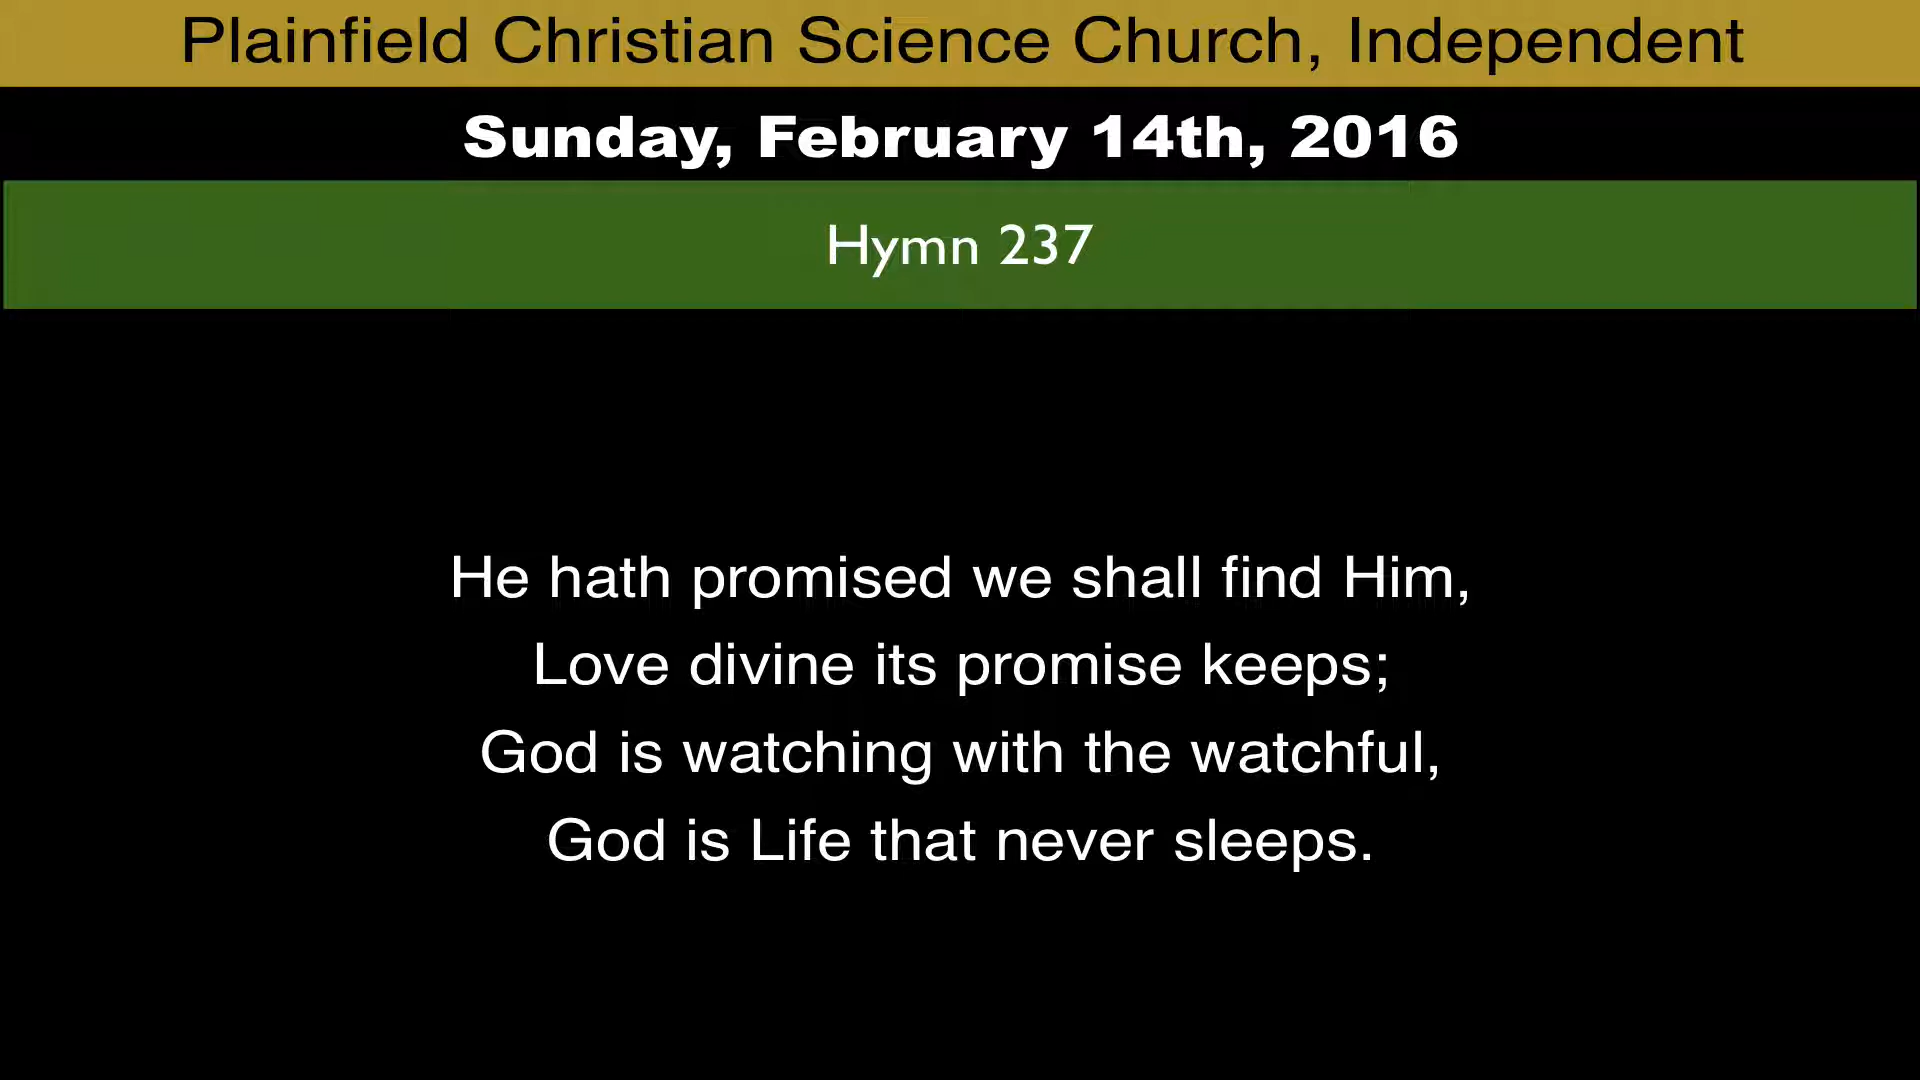 Plainfield Christian Science Church, Independent
Sunday, February 14th, 2016
Hymn 237
He hath promised we shall find Him,
Love divine its promise keeps;
God is watching with the watchful,
God is Life that never sleeps.